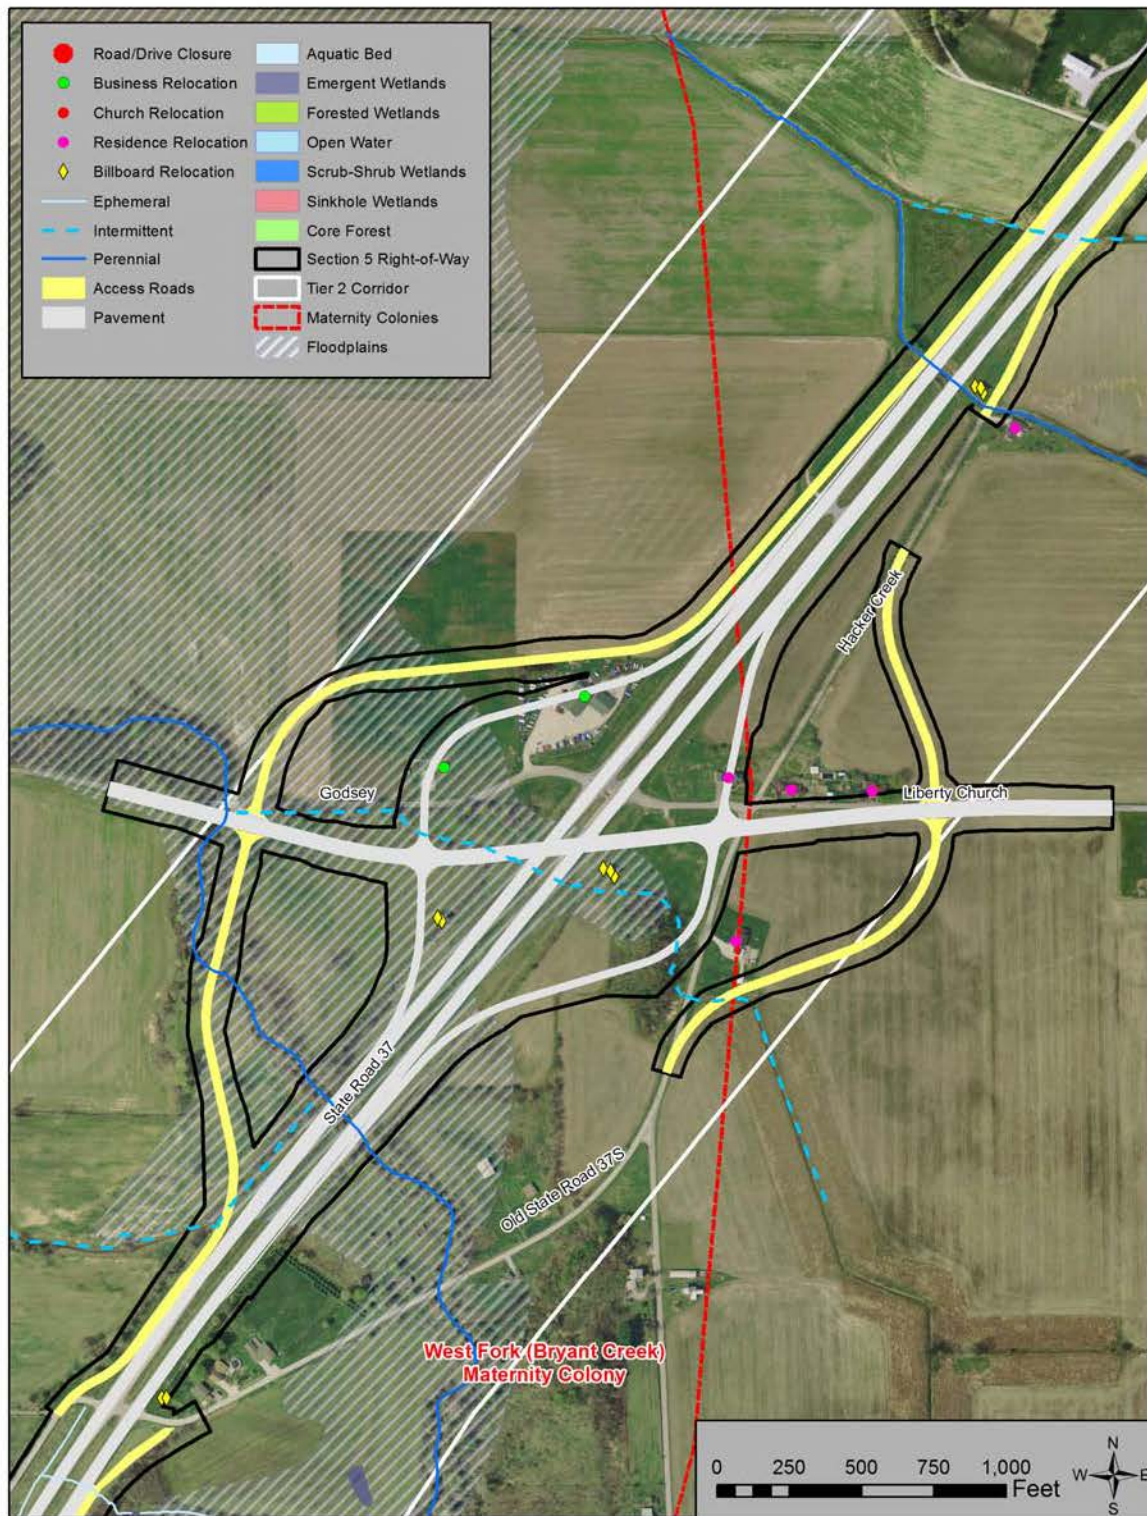 Road/Drive Closure
Business Relocation
Church Relocation
Residence Relocation
Billboard Relocation
Ephemeral
Intermittent
Perennial
Access Roads
Pavement
Aquatic Bed
Emergent Wetlands
Forested Wetlands
Open Water
Scrub-Shrub Wetlands
Sinkhole Wetlands
Core Forest
Section 5 Right-of-Way
Tier 2 Corridor
Maternity Colonies
Floodplains
Hacker Creek
Godsey
Liberty Church
State Road 37
Old State Road 37S
West Fork (Bryant Creek)
Maternity Colony
0 250 500 750 1,000
Feet
N
W E
S